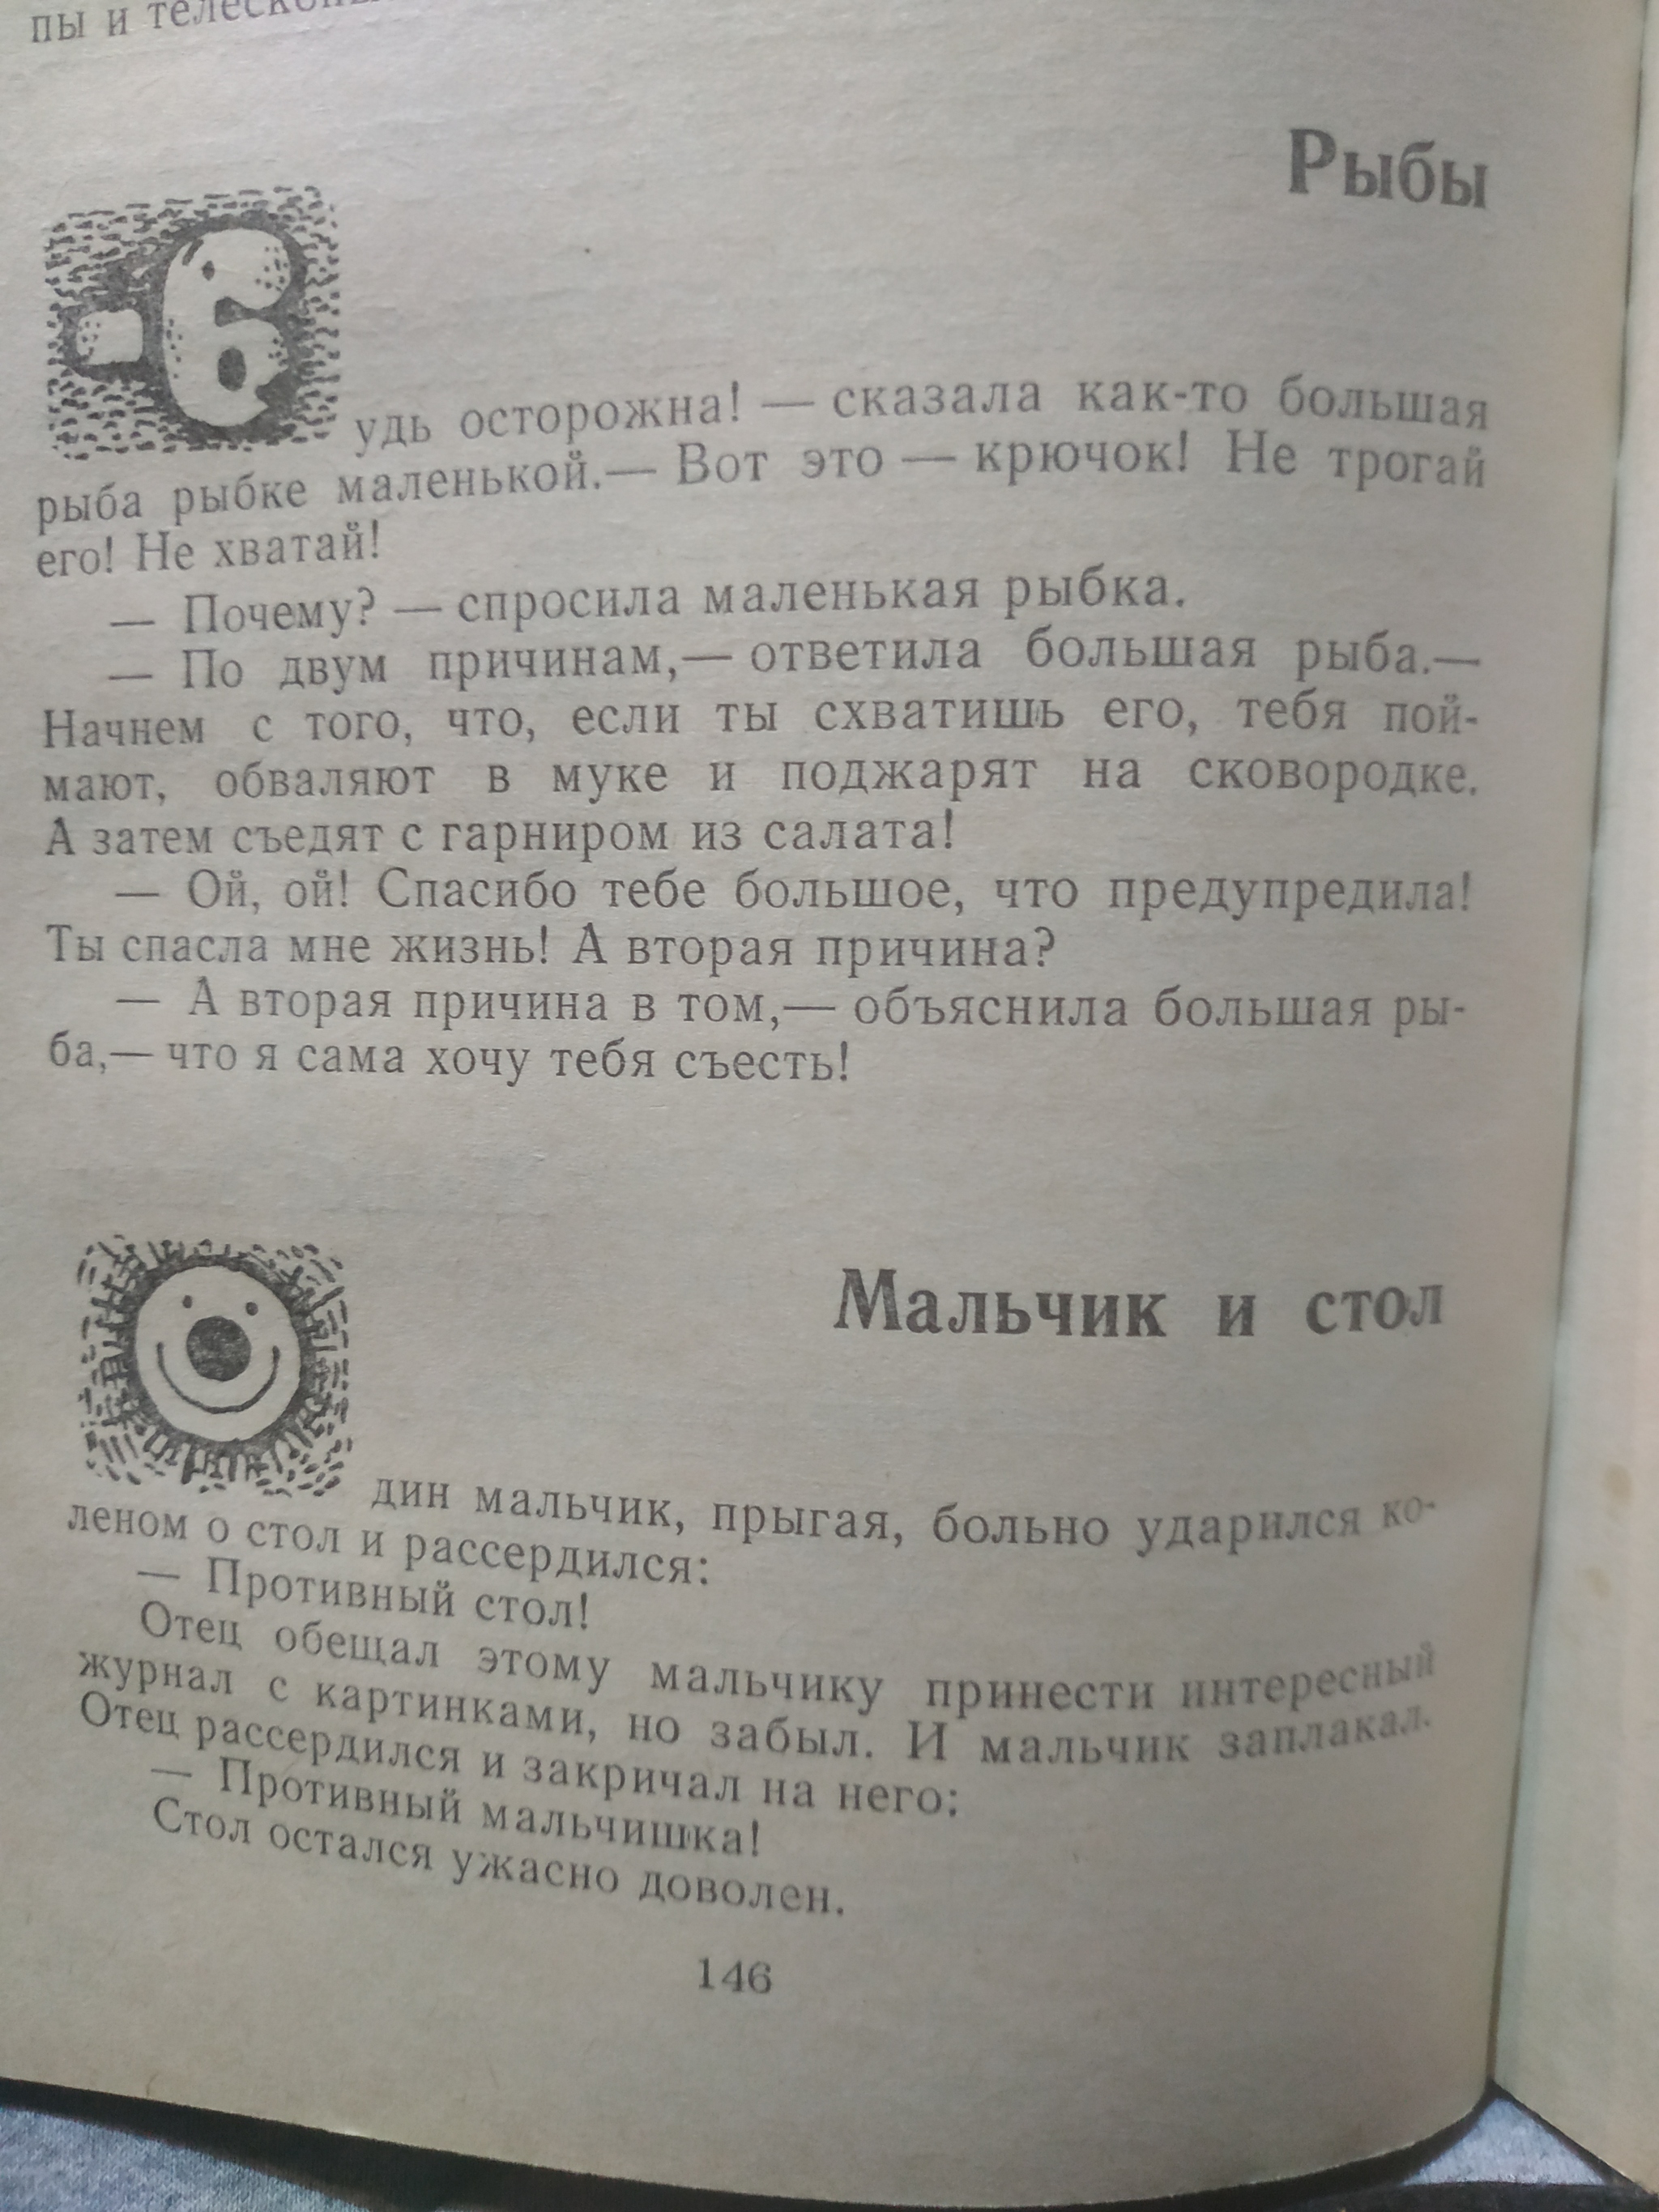 пы и
Рыбы
— Будь осторожна! — сказала как-то большая
рыба рыбке маленькой.— Вот это — крючок! Не трогай
его! Не хватай!
— Почему? — спросила маленькая рыбка.
— По двум причинам,— ответила большая рыба.—
Начнем с того, что, если ты схватишь его, тебя пой-
мают, обваляют в муке и поджарят на сковородке.
А затем съедят с гарниром из салата!
— Ой, ой! Спасибо тебе большое, что предупредила!
Ты спасла мне жизнь! А вторая причина?
— А вторая причина в том,— объяснила большая ры-
ба,— что я сама хочу тебя съесть!
Мальчик и стол
Один мальчик, прыгая, больно ударился ко-
леном о стол и рассердился:
— Противный стол!
Отец обещал этому мальчику принести интересный
журнал с картинками, но забыл. И мальчик заплакал.
Отец рассердился и закричал на него:
— Противный мальчишка!
Стол остался ужасно доволен.
146